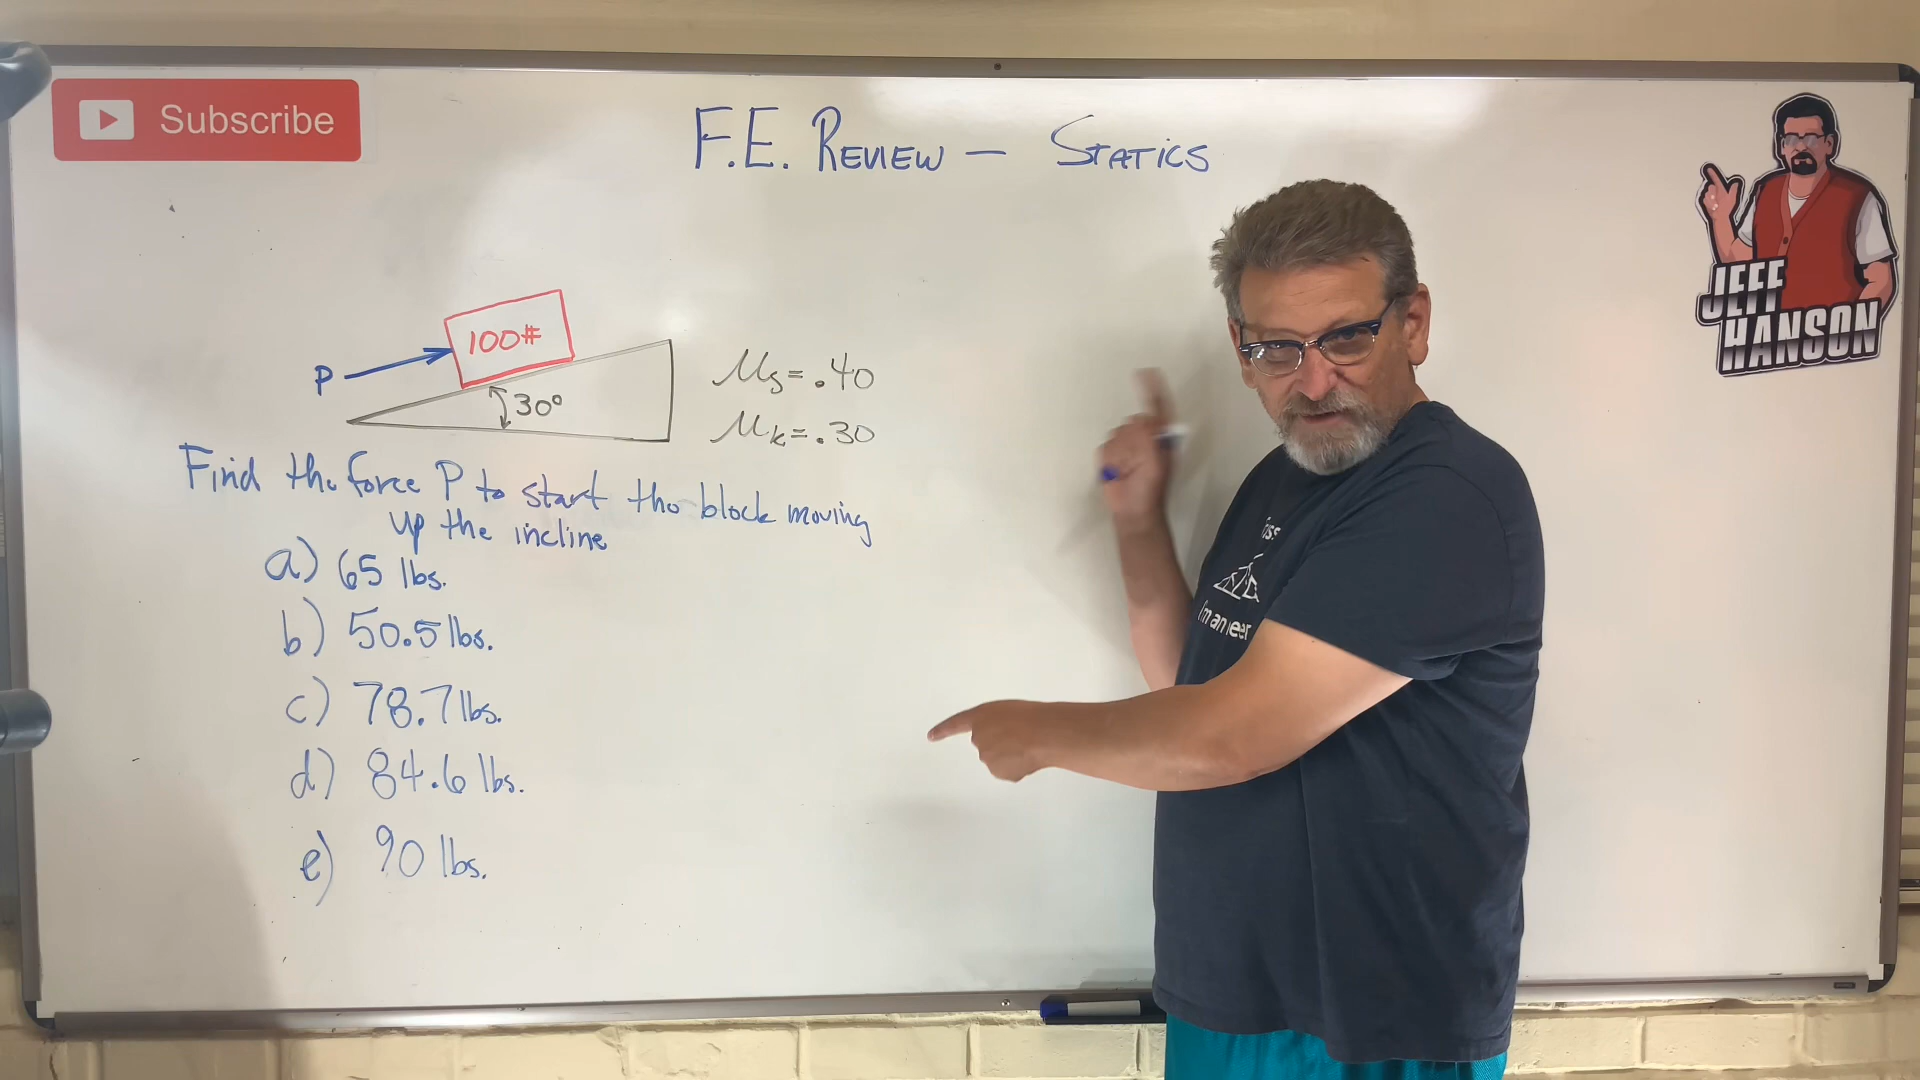 Subscribe
F.E. REVIEW — STATICS
JEFF
HANSON
100#
P
30°
μs = .40
μk = .30
Find the force P to start the block moving
up the incline
a) 65 lbs.
b) 50.5 lbs.
c) 78.7 lbs.
d) 84.6 lbs.
e) 90 lbs.